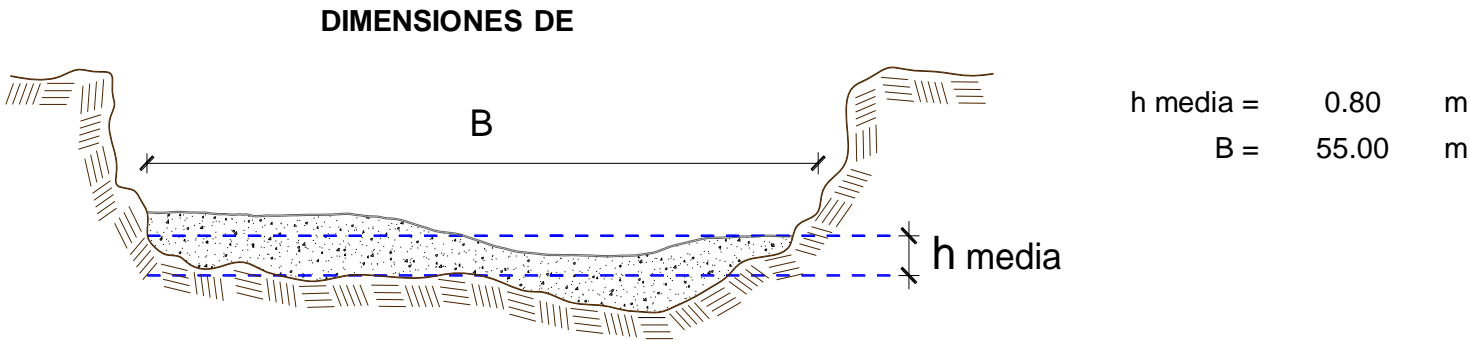 DIMENSIONES DE
B
h media
h media = 0.80 m
B = 55.00 m